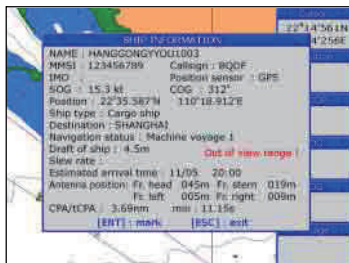 SHIP INFORMATION
NAME : HANGGONGYYOU1003
MMSI : 123456789 Callsign : BQOF
IMO : Position sensor : GPS
SOG : 15.3 kt COG : 312°
Position : 22°35.587'N 110°18.912'E
Ship type : Cargo ship
Destination : SHANGHAI
Navigation status : Machine voyage 1
Draft of ship : 4.5m
Out of view range !
Slew rate :
Estimated arrival time : 11/05 20:00
Antenna position: Fr. head 045m Fr. stern 019m
Fr. left 005m Fr. right 009m
CPA/tCPA : 3.69nm min : 11.15s
[ENT] : mark [ESC] : exit
22°14'561N
4'256E